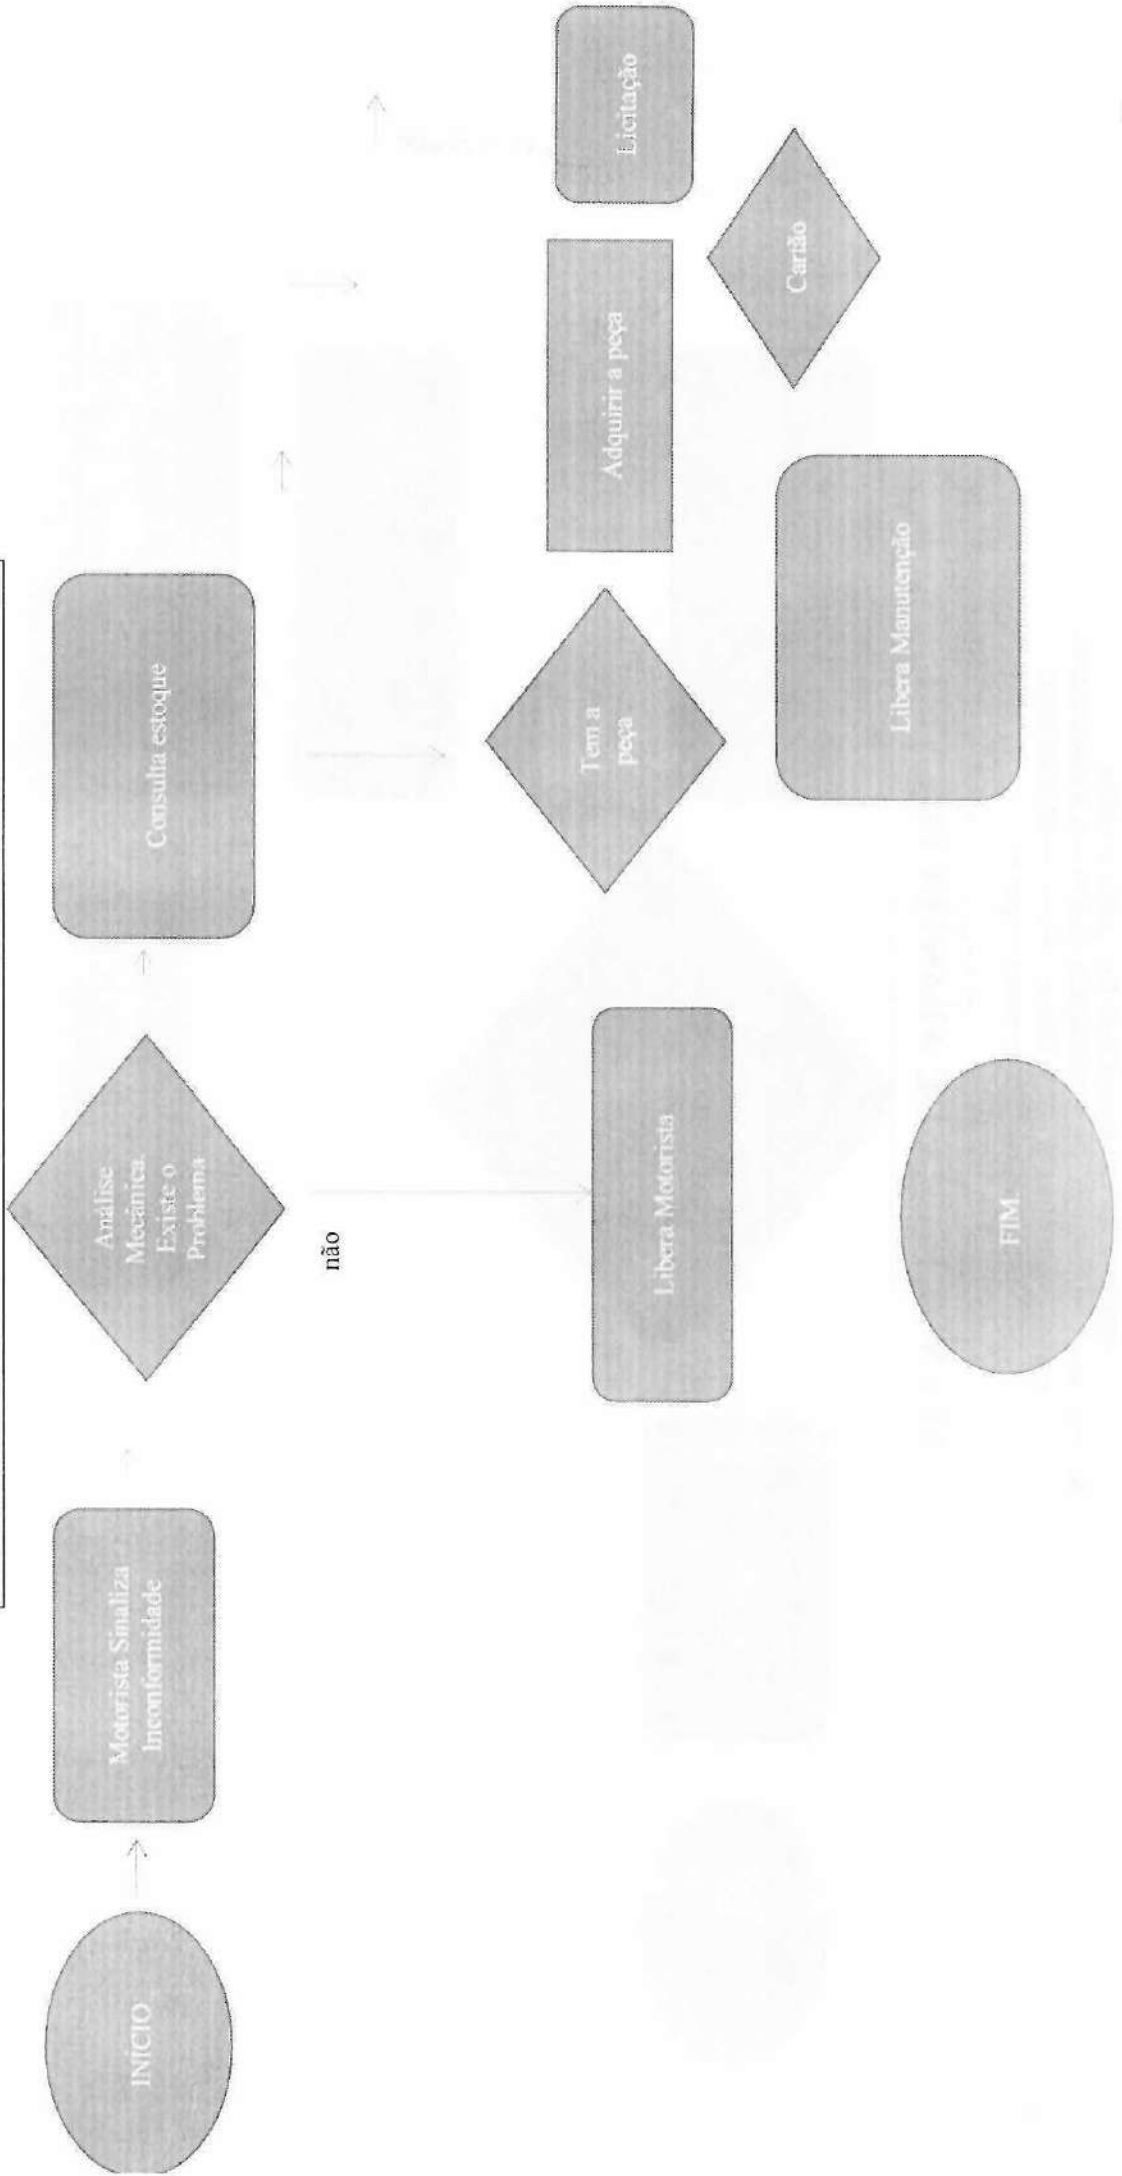 INÍCIO
Motorista Sinaliza
Inconformidade
Análise
Mecânica.
Existe o
Problema
Consulta estoque
não
Libera Motorista
Tem a
peça
Adquirir a peça
Licitação
Cartão
Libera Manutenção
FIM